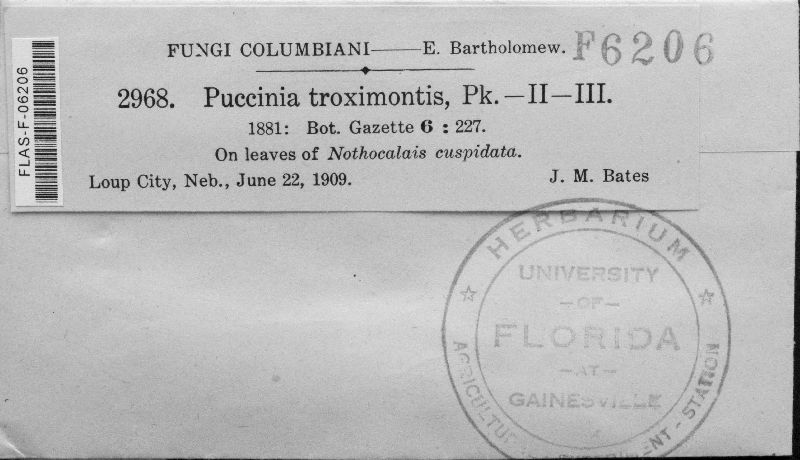 FUNGI COLUMBIANI——E. Bartholomew.
F6206
FLAS-F-06206
2968. Puccinia troximontis, Pk.—II—III.
1881: Bot. Gazette 6 : 227.
On leaves of Nothocalais cuspidata.
Loup City, Neb., June 22, 1909. J. M. Bates
HERBARIUM
UNIVERSITY
—OF—
FLORIDA
—AT—
GAINESVILLE
STATION